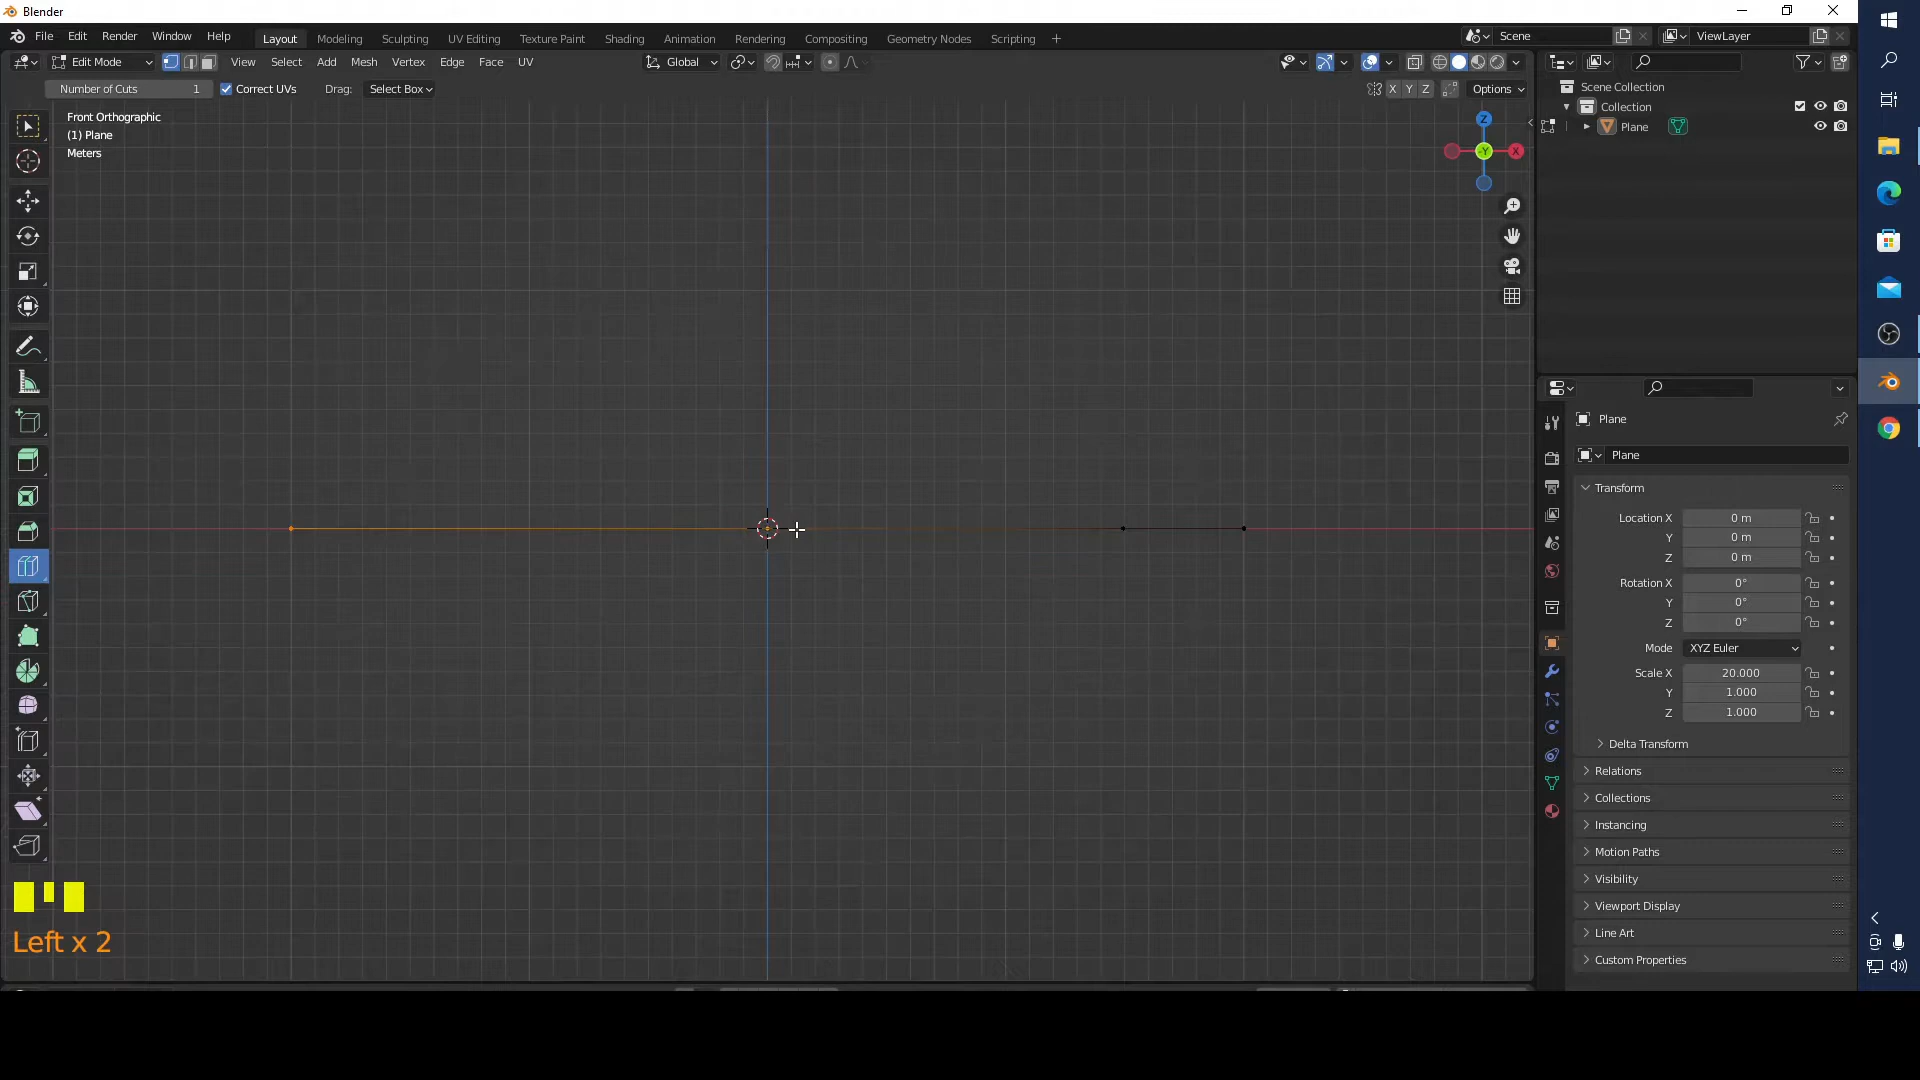 Blender
File Edit Render Window Help
Layout Modeling Sculpting UV Editing Texture Paint Shading Animation Rendering Compositing Geometry Nodes Scripting +
Scene
ViewLayer
Edit Mode
View Select Add Mesh Vertex Edge Face UV
Global
Number of Cuts 1
Correct UVs
Drag: Select Box
X Y Z
Options
Front Orthographic
(1) Plane
Meters
Z
-Y
X
Scene Collection
Collection
Plane
Plane
Plane
Transform
Location X 0 m
Y 0 m
Z 0 m
Rotation X 0°
Y 0°
Z 0°
Mode XYZ Euler
Scale X 20.000
Y 1.000
Z 1.000
Delta Transform
Relations
Collections
Instancing
Motion Paths
Visibility
Viewport Display
Line Art
Custom Properties
Left x 2